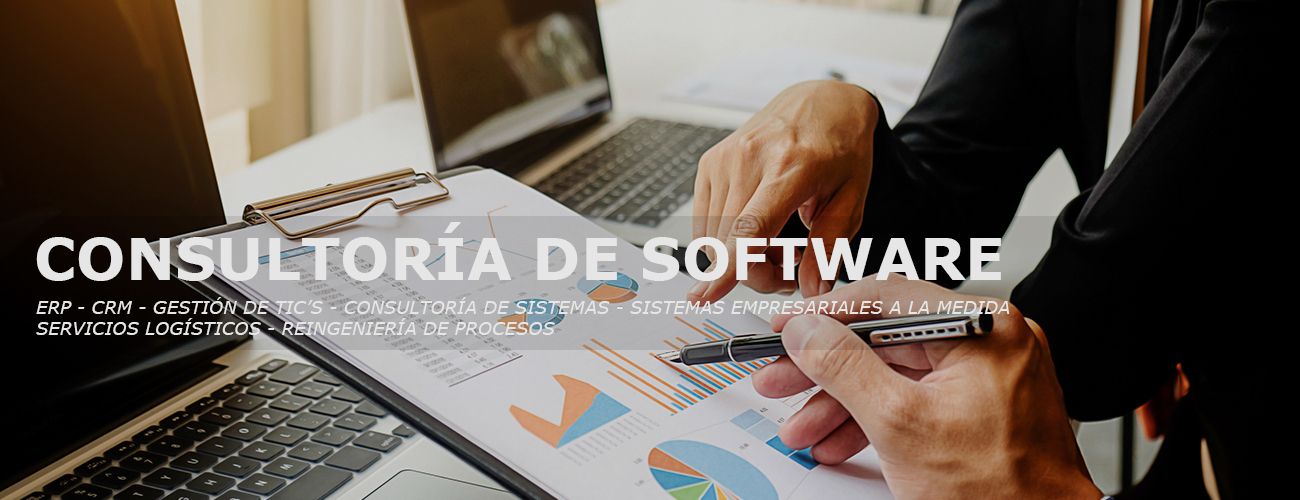 CONSULTORÍA DE SOFTWARE
ERP - CRM - GESTIÓN DE TIC’S - CONSULTORÍA DE SISTEMAS - SISTEMAS EMPRESARIALES A LA MEDIDA
SERVICIOS LOGÍSTICOS - REINGENIERÍA DE PROCESOS